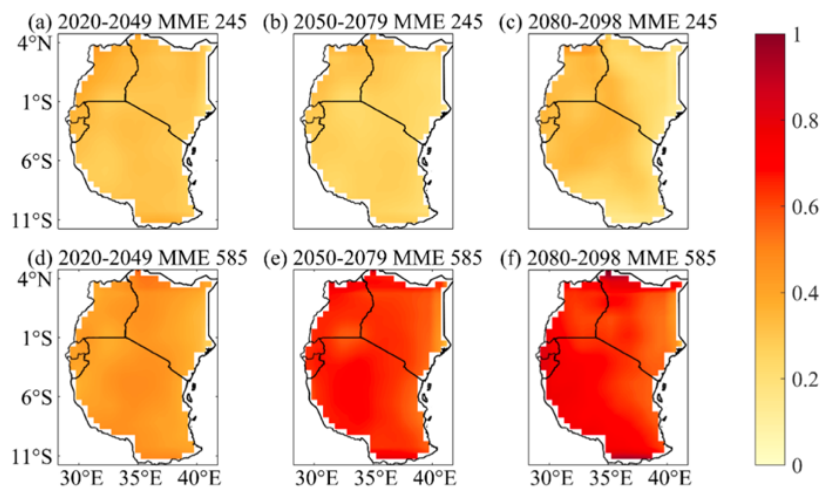 (a) 2020-2049 MME 245
(b) 2050-2079 MME 245
(c) 2080-2098 MME 245
4°N
1°S
6°S
11°S
(d) 2020-2049 MME 585
(e) 2050-2079 MME 585
(f) 2080-2098 MME 585
4°N
1°S
6°S
11°S
30°E
35°E
40°E
30°E
35°E
40°E
30°E
35°E
40°E
1
0.8
0.6
0.4
0.2
0